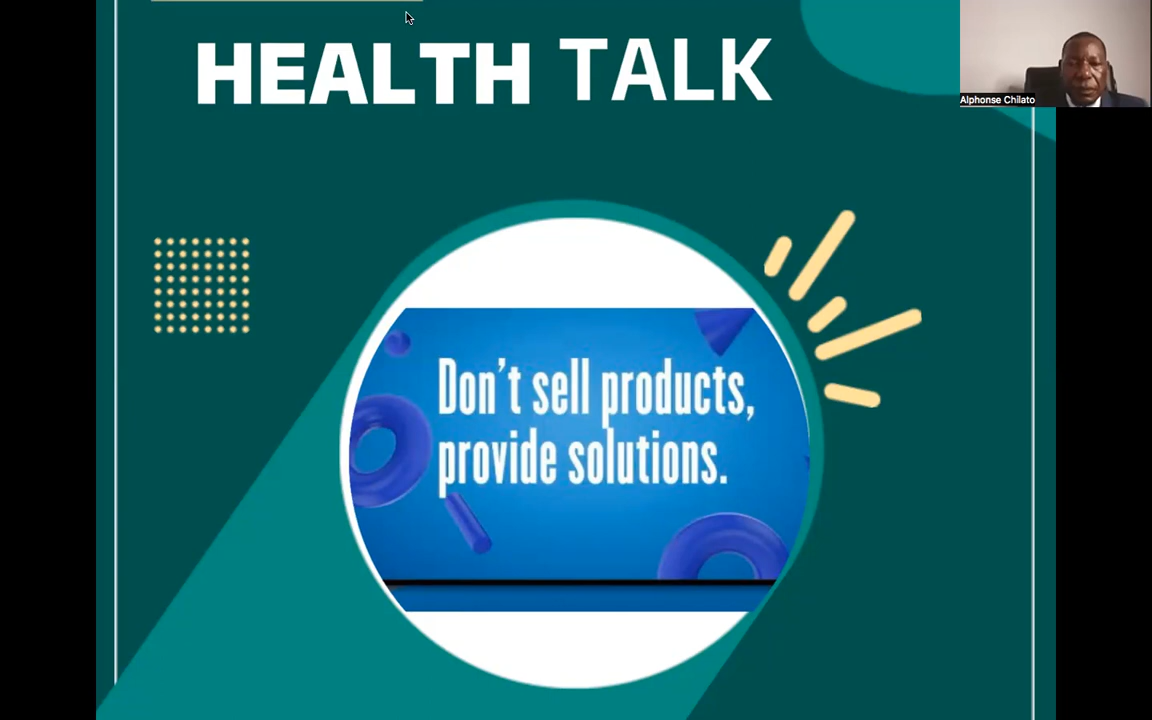 HEALTH TALK
Alphonse Chilato
Don't sell products,
provide solutions.